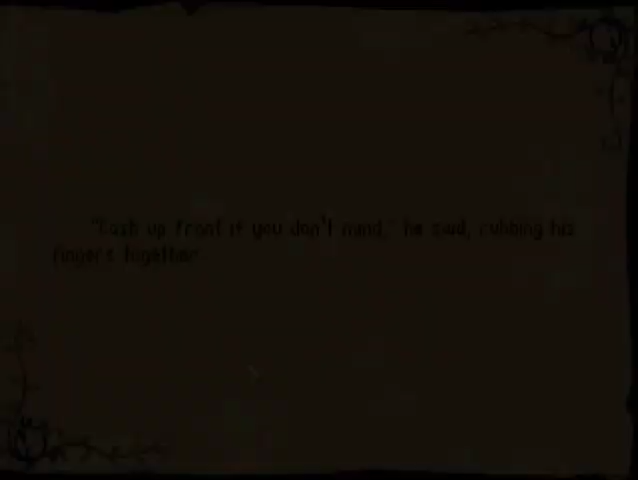 "Cash up front if you don't mind," he said, rubbing his
fingers together.